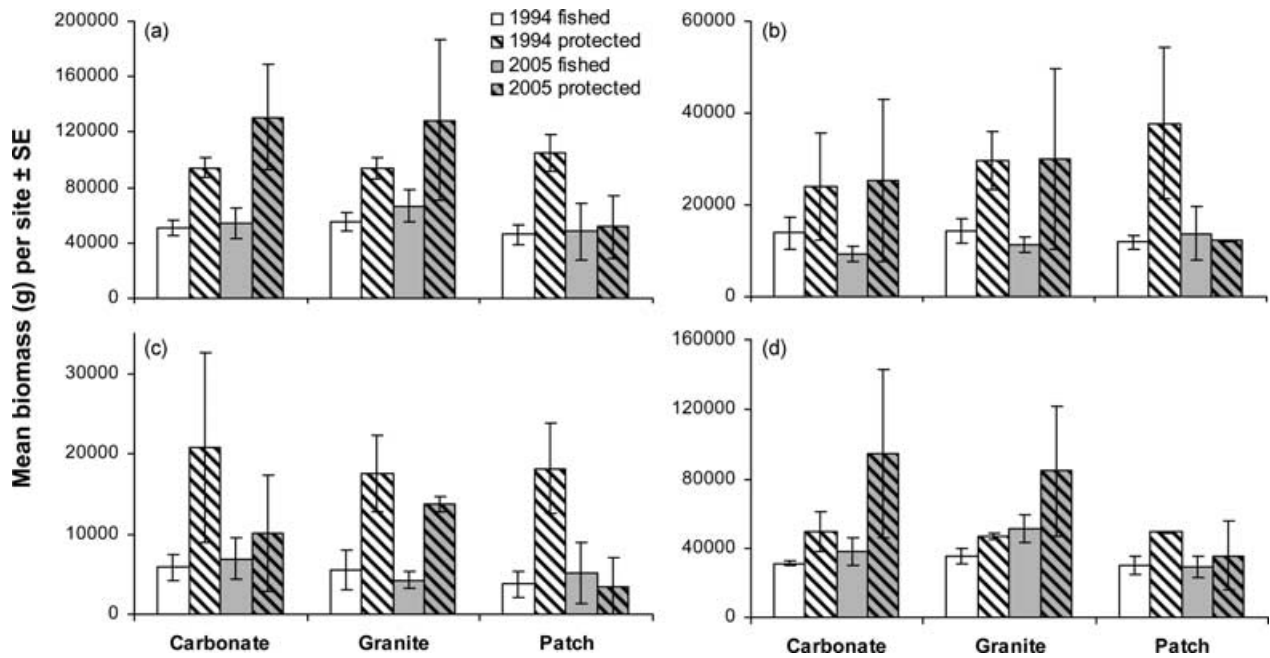 Mean biomass (g) per site ± SE
(a)
200000
160000
120000
80000
40000
0
1994 fished
1994 protected
2005 fished
2005 protected
(b)
60000
40000
20000
0
(c)
30000
20000
10000
0
Carbonate Granite Patch
(d)
160000
120000
80000
40000
0
Carbonate Granite Patch